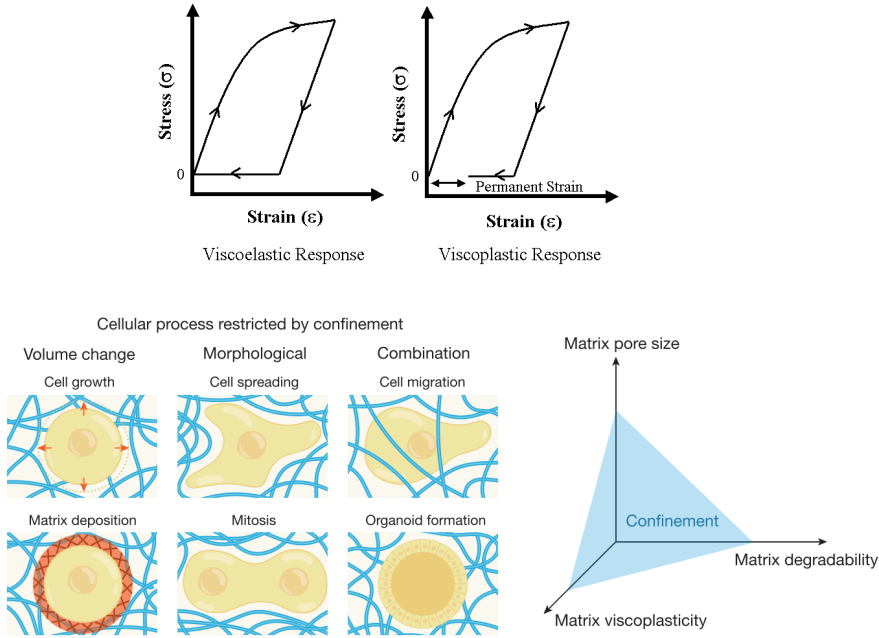 Stress (σ)
0
Strain (ε)
Viscoelastic Response
Stress (σ)
0
Permanent Strain
Strain (ε)
Viscoplastic Response
Cellular process restricted by confinement
Volume change
Morphological
Combination
Cell growth
Cell spreading
Cell migration
Matrix deposition
Mitosis
Organoid formation
Matrix pore size
Confinement
Matrix degradability
Matrix viscoplasticity